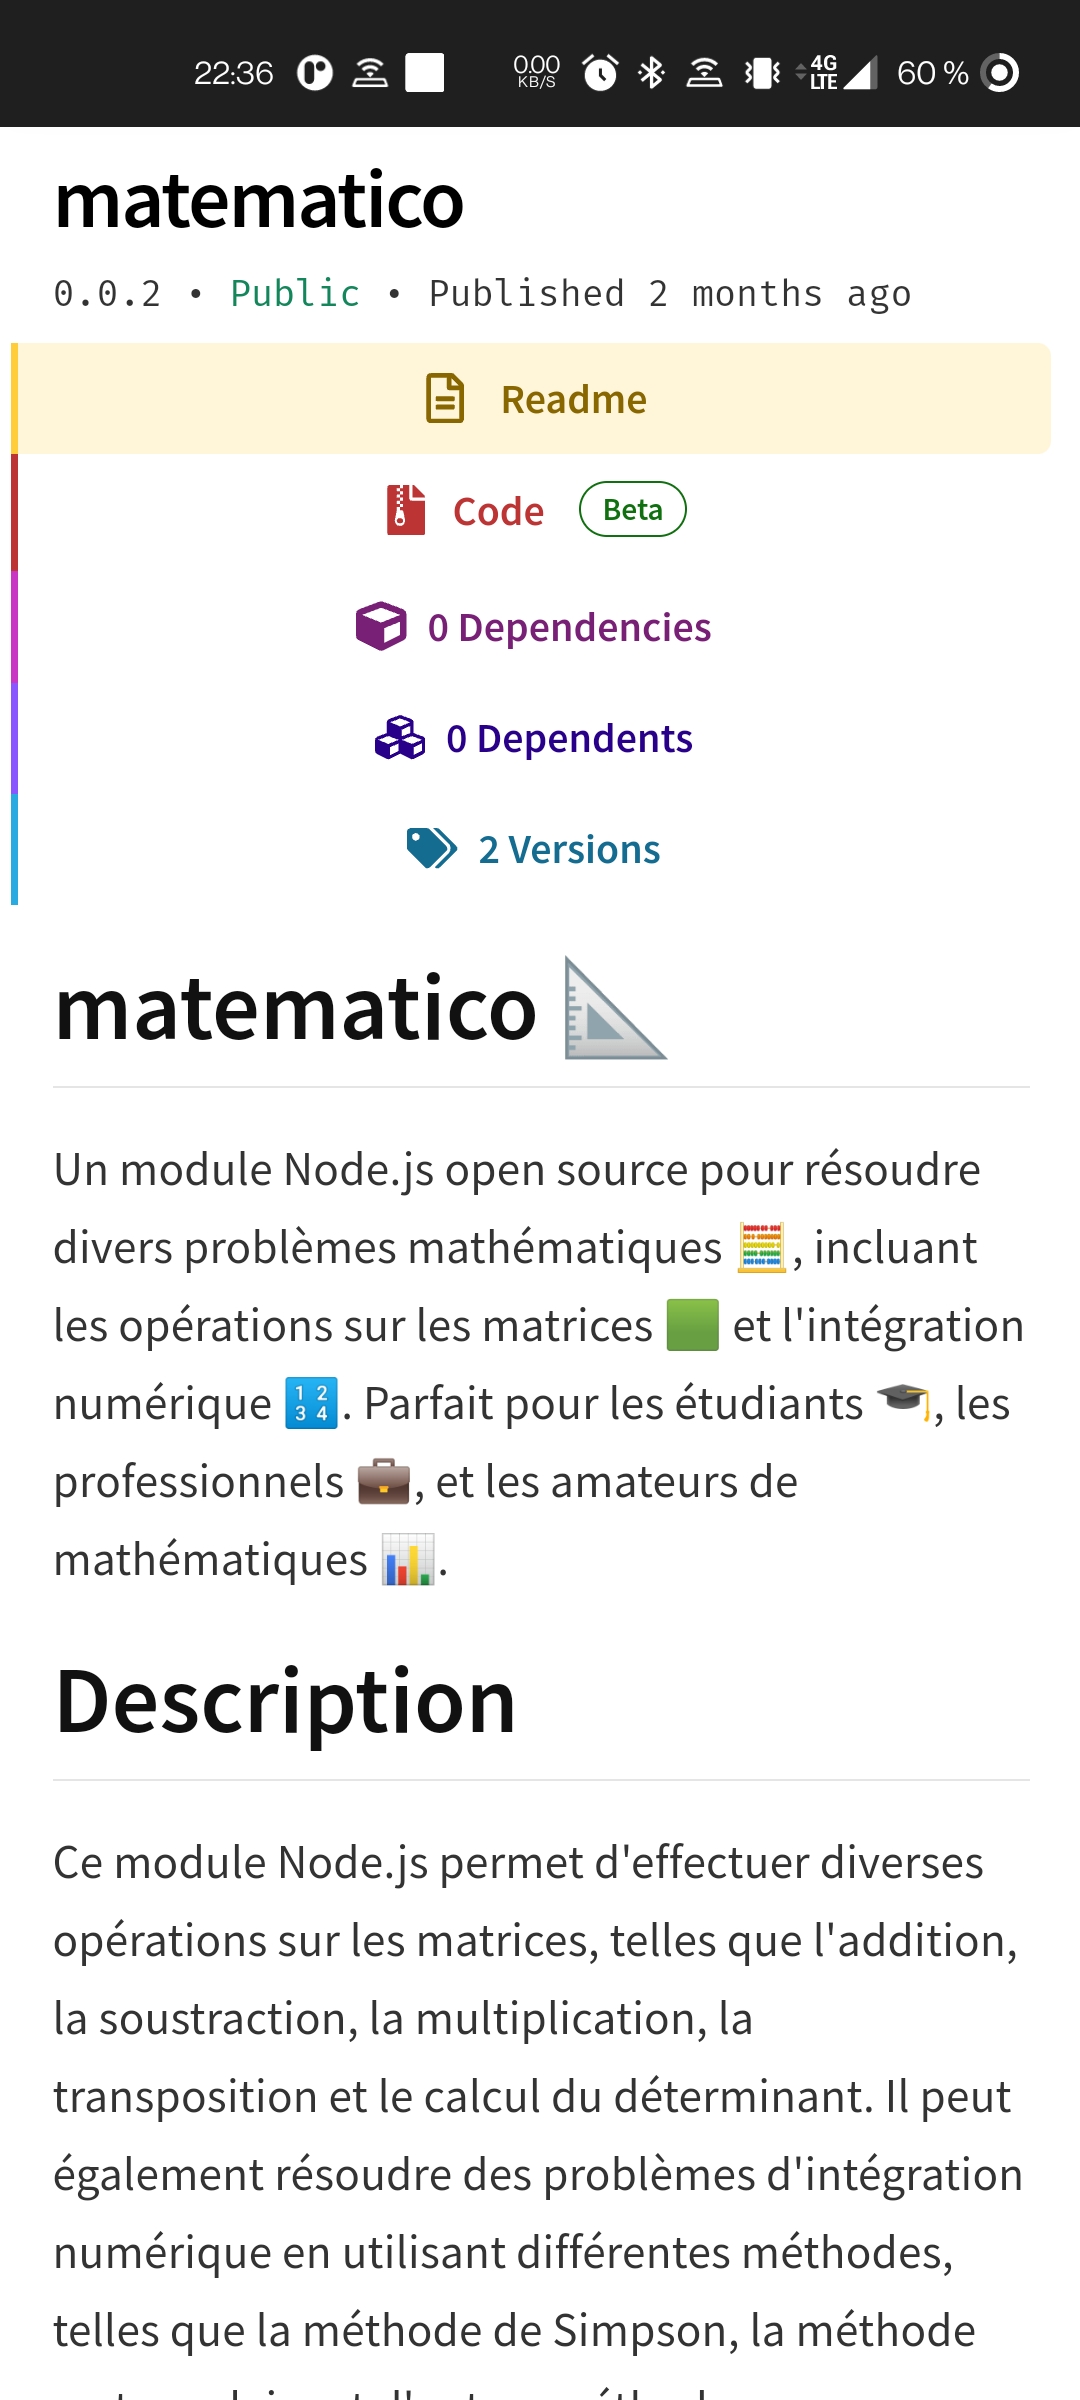 22:36 0.00 KB/S 4G LTE 60 %
matematico
0.0.2 • Public • Published 2 months ago
Readme
Code Beta
0 Dependencies
0 Dependents
2 Versions
matematico 📐
Un module Node.js open source pour résoudre
divers problèmes mathématiques 🧮, incluant
les opérations sur les matrices 🟩 et l'intégration
numérique 🔢. Parfait pour les étudiants 🎓, les
professionnels 💼, et les amateurs de
mathématiques 📊.
Description
Ce module Node.js permet d'effectuer diverses
opérations sur les matrices, telles que l'addition,
la soustraction, la multiplication, la
transposition et le calcul du déterminant. Il peut
également résoudre des problèmes d'intégration
numérique en utilisant différentes méthodes,
telles que la méthode de Simpson, la méthode